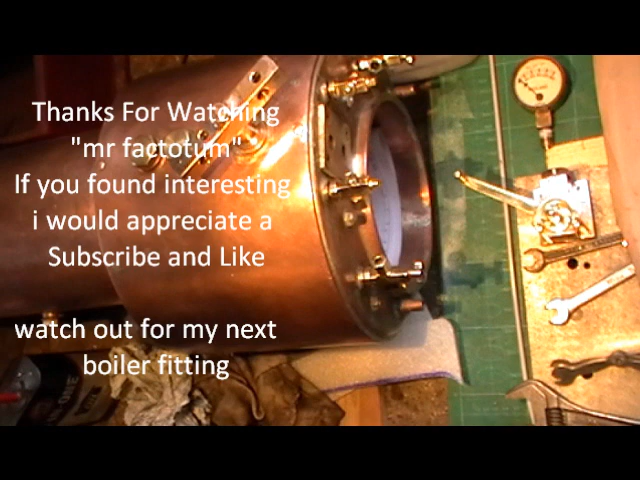 Thanks For Watching
"mr factotum"
If you found interesting
i would appreciate a
Subscribe and Like
watch out for my next
boiler fitting